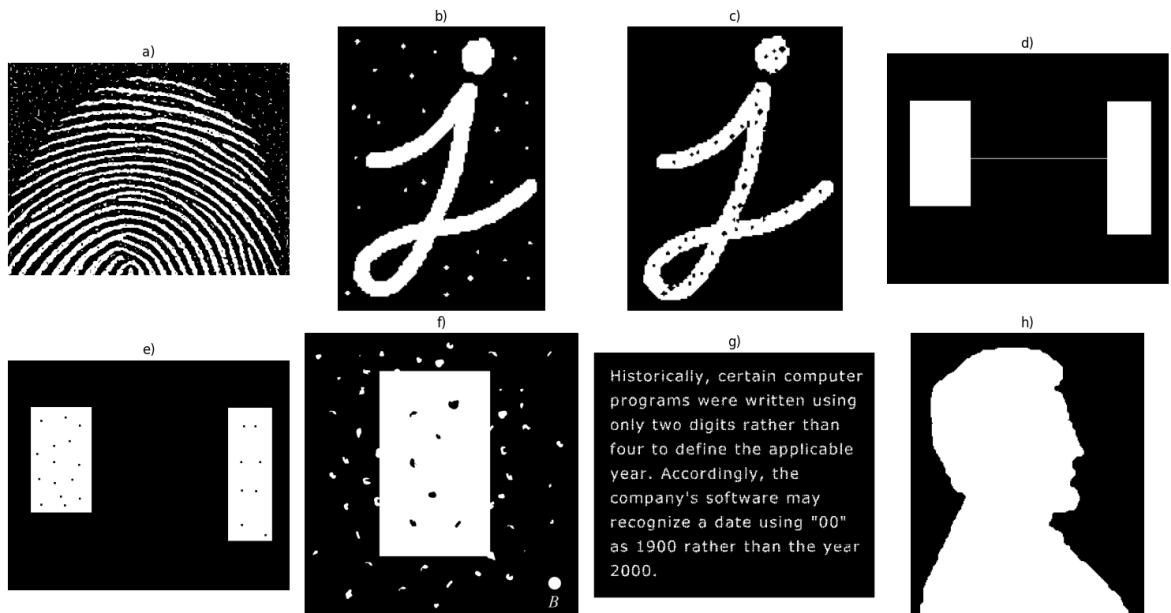 a)
b)
c)
d)
e)
f)
g)
h)
B
Historically, certain computer
programs were written using
only two digits rather than
four to define the applicable
year. Accordingly, the
company's software may
recognize a date using "00"
as 1900 rather than the year
2000.